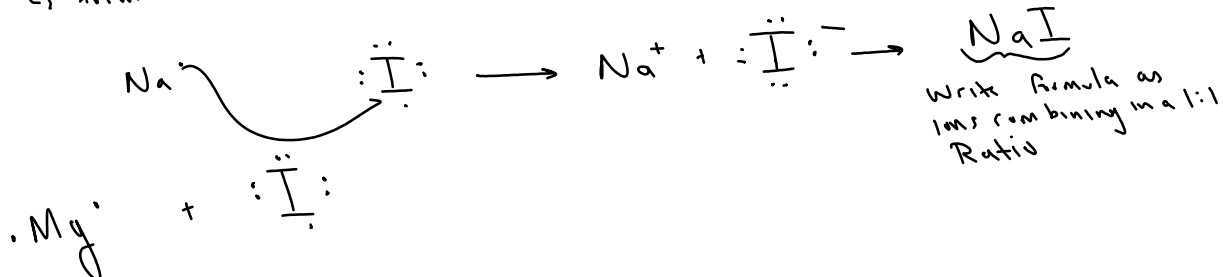 Na· :Ï: → Na⁺ + :Ï:⁻ → NaI
Write formula as
ions combining in a 1:1
Ratio
·Mg· + :Ï: